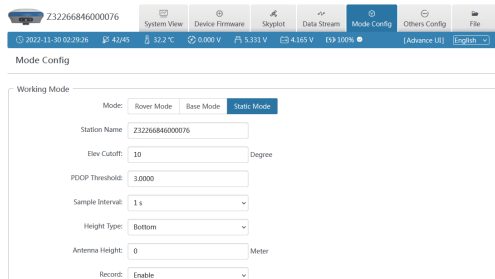 Z32266846000076
System View
Device Firmware
Skyplot
Data Stream
Mode Config
Others Config
File
2022-11-30 02:29:26 42/45 32.2 ℃ 0.000 V 5.331 V 4.165 V 100% [Advance UI] English
Mode Config
Working Mode
Mode: Rover Mode Base Mode Static Mode
Station Name Z32266846000076
Elev Cutoff: 10 Degree
PDOP Threshold: 3.0000
Sample Interval: 1 s
Height Type: Bottom
Antenna Height: 0 Meter
Record: Enable